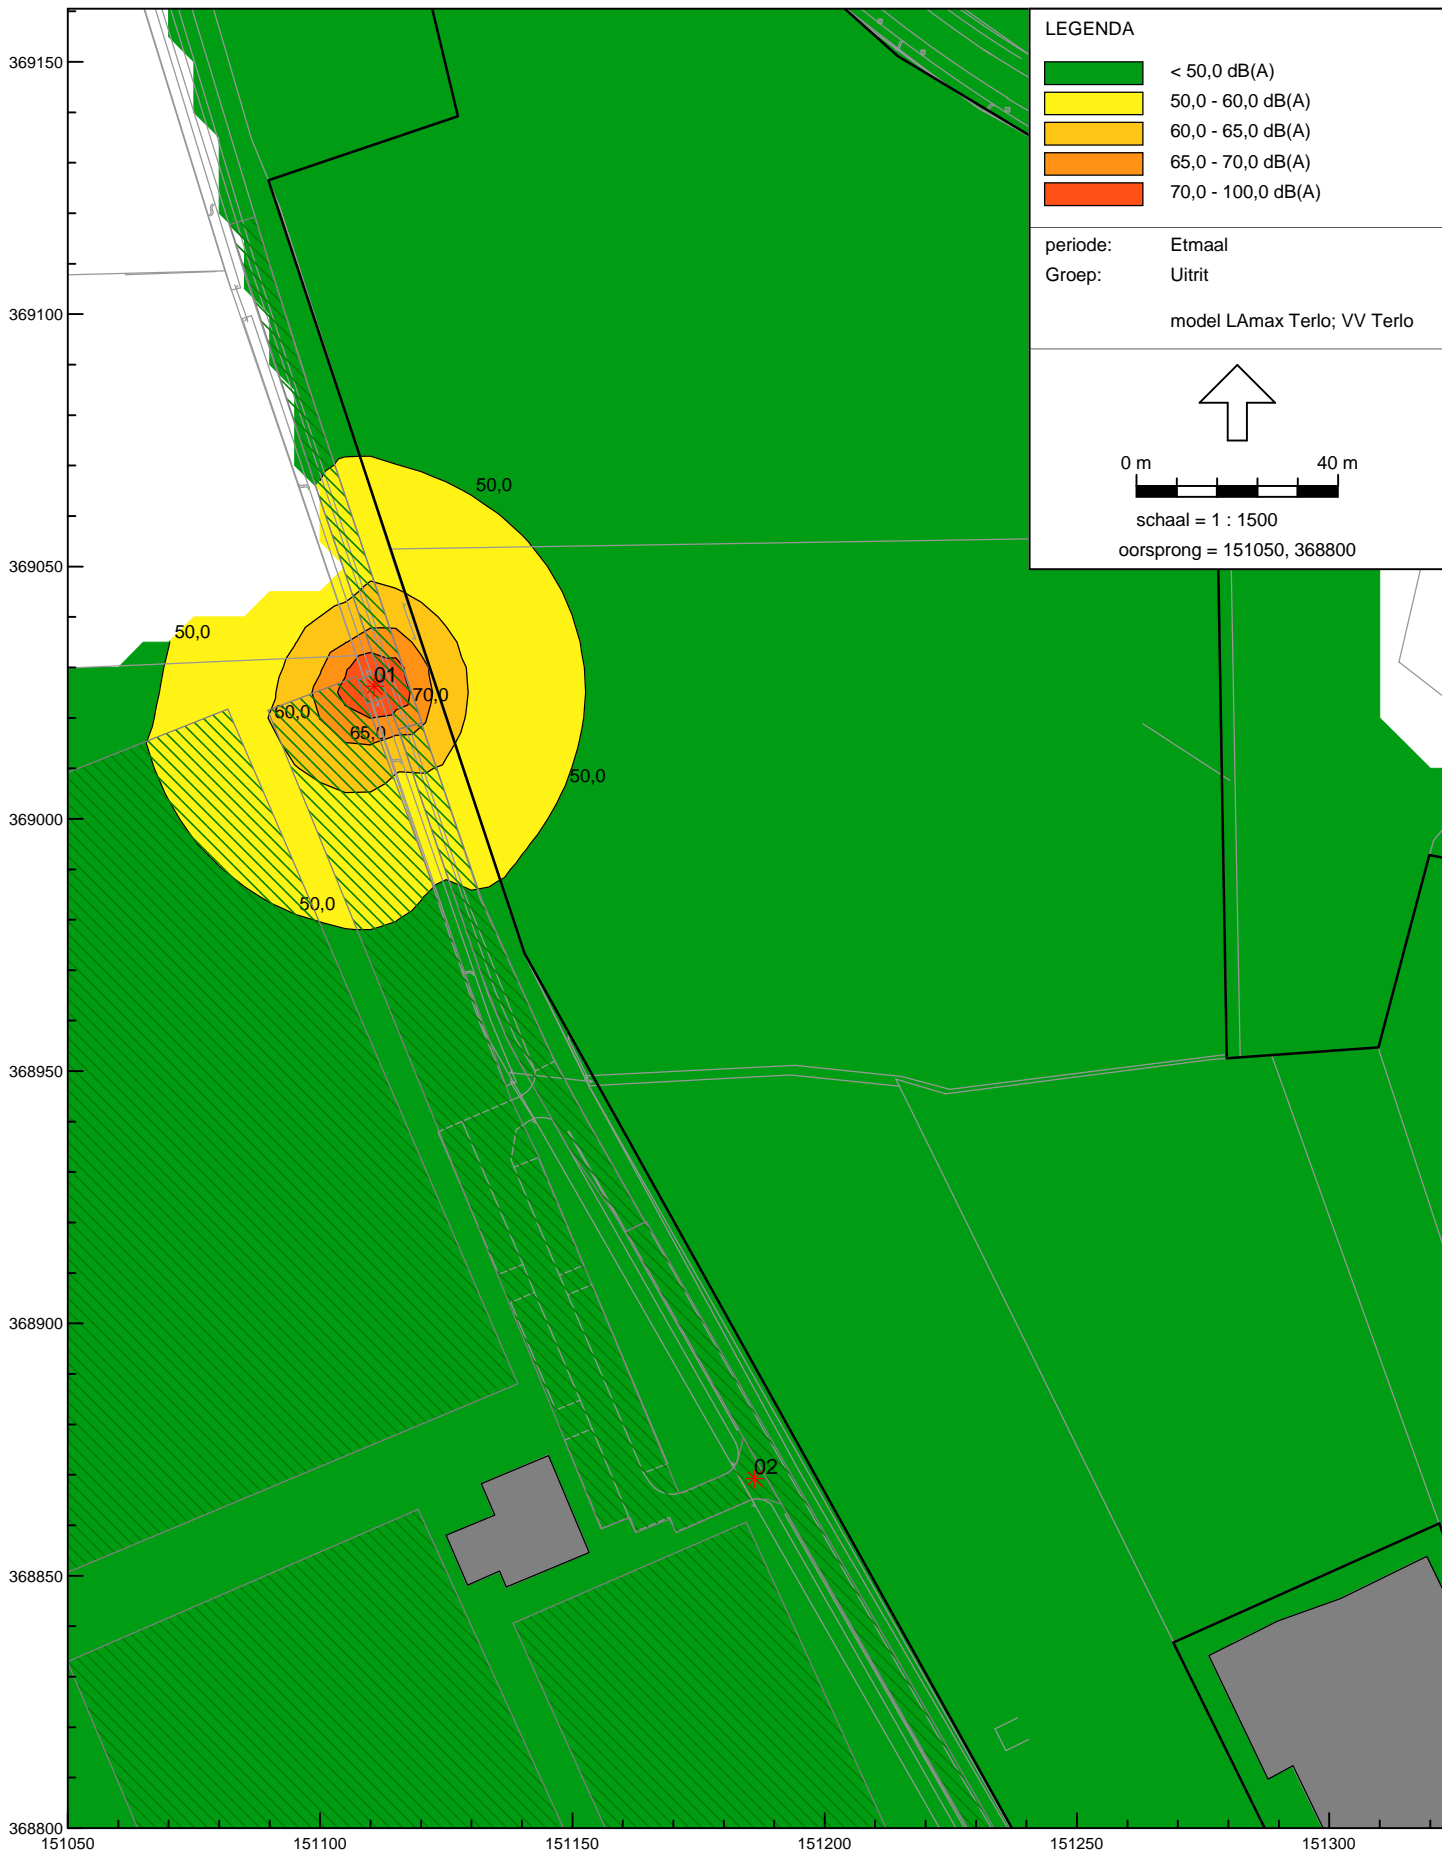 LEGENDA
< 50,0 dB(A)
50,0 - 60,0 dB(A)
60,0 - 65,0 dB(A)
65,0 - 70,0 dB(A)
70,0 - 100,0 dB(A)
periode: Etmaal
Groep: Uitrit
model LAmax Terlo; VV Terlo
0 m 40 m
schaal = 1 : 1500
oorsprong = 151050, 368800
369150
369100
369050
369000
368950
368900
368850
368800
50,0
50,0
01
70,0
60,0
65,0
50,0
50,0
02
151050 151100 151150 151200 151250 151300